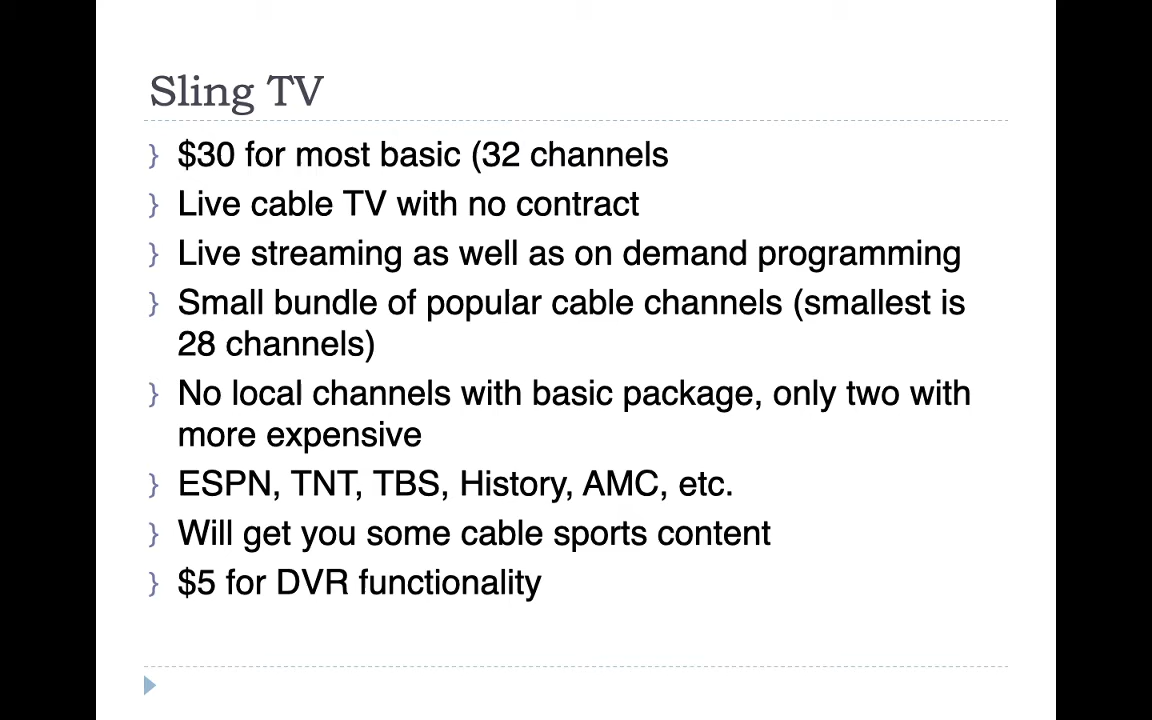 Sling TV
} $30 for most basic (32 channels
} Live cable TV with no contract
} Live streaming as well as on demand programming
} Small bundle of popular cable channels (smallest is
28 channels)
} No local channels with basic package, only two with
more expensive
} ESPN, TNT, TBS, History, AMC, etc.
} Will get you some cable sports content
} $5 for DVR functionality